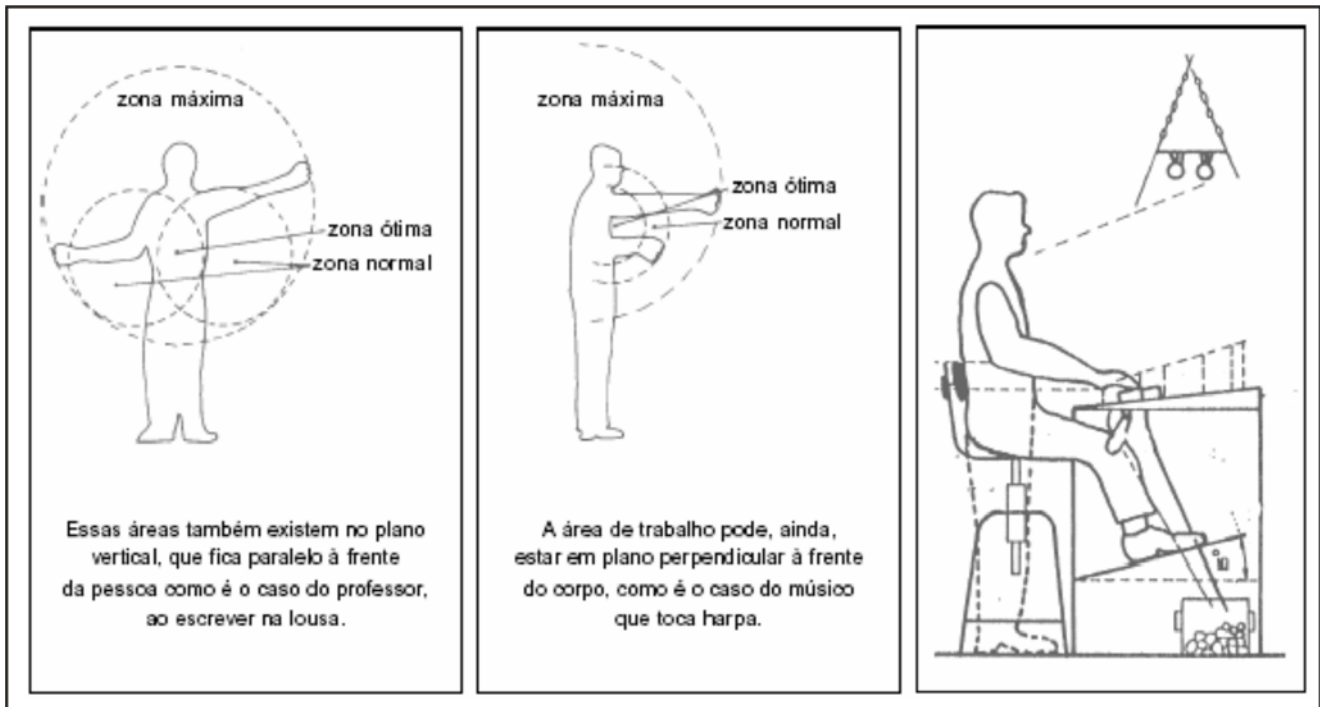 zona máxima
zona ótima
zona normal
Essas áreas também existem no plano
vertical, que fica paralelo à frente
da pessoa como é o caso do professor,
ao escrever na lousa.
zona máxima
zona ótima
zona normal
A área de trabalho pode, ainda,
estar em plano perpendicular à frente
do corpo, como é o caso do músico
que toca harpa.